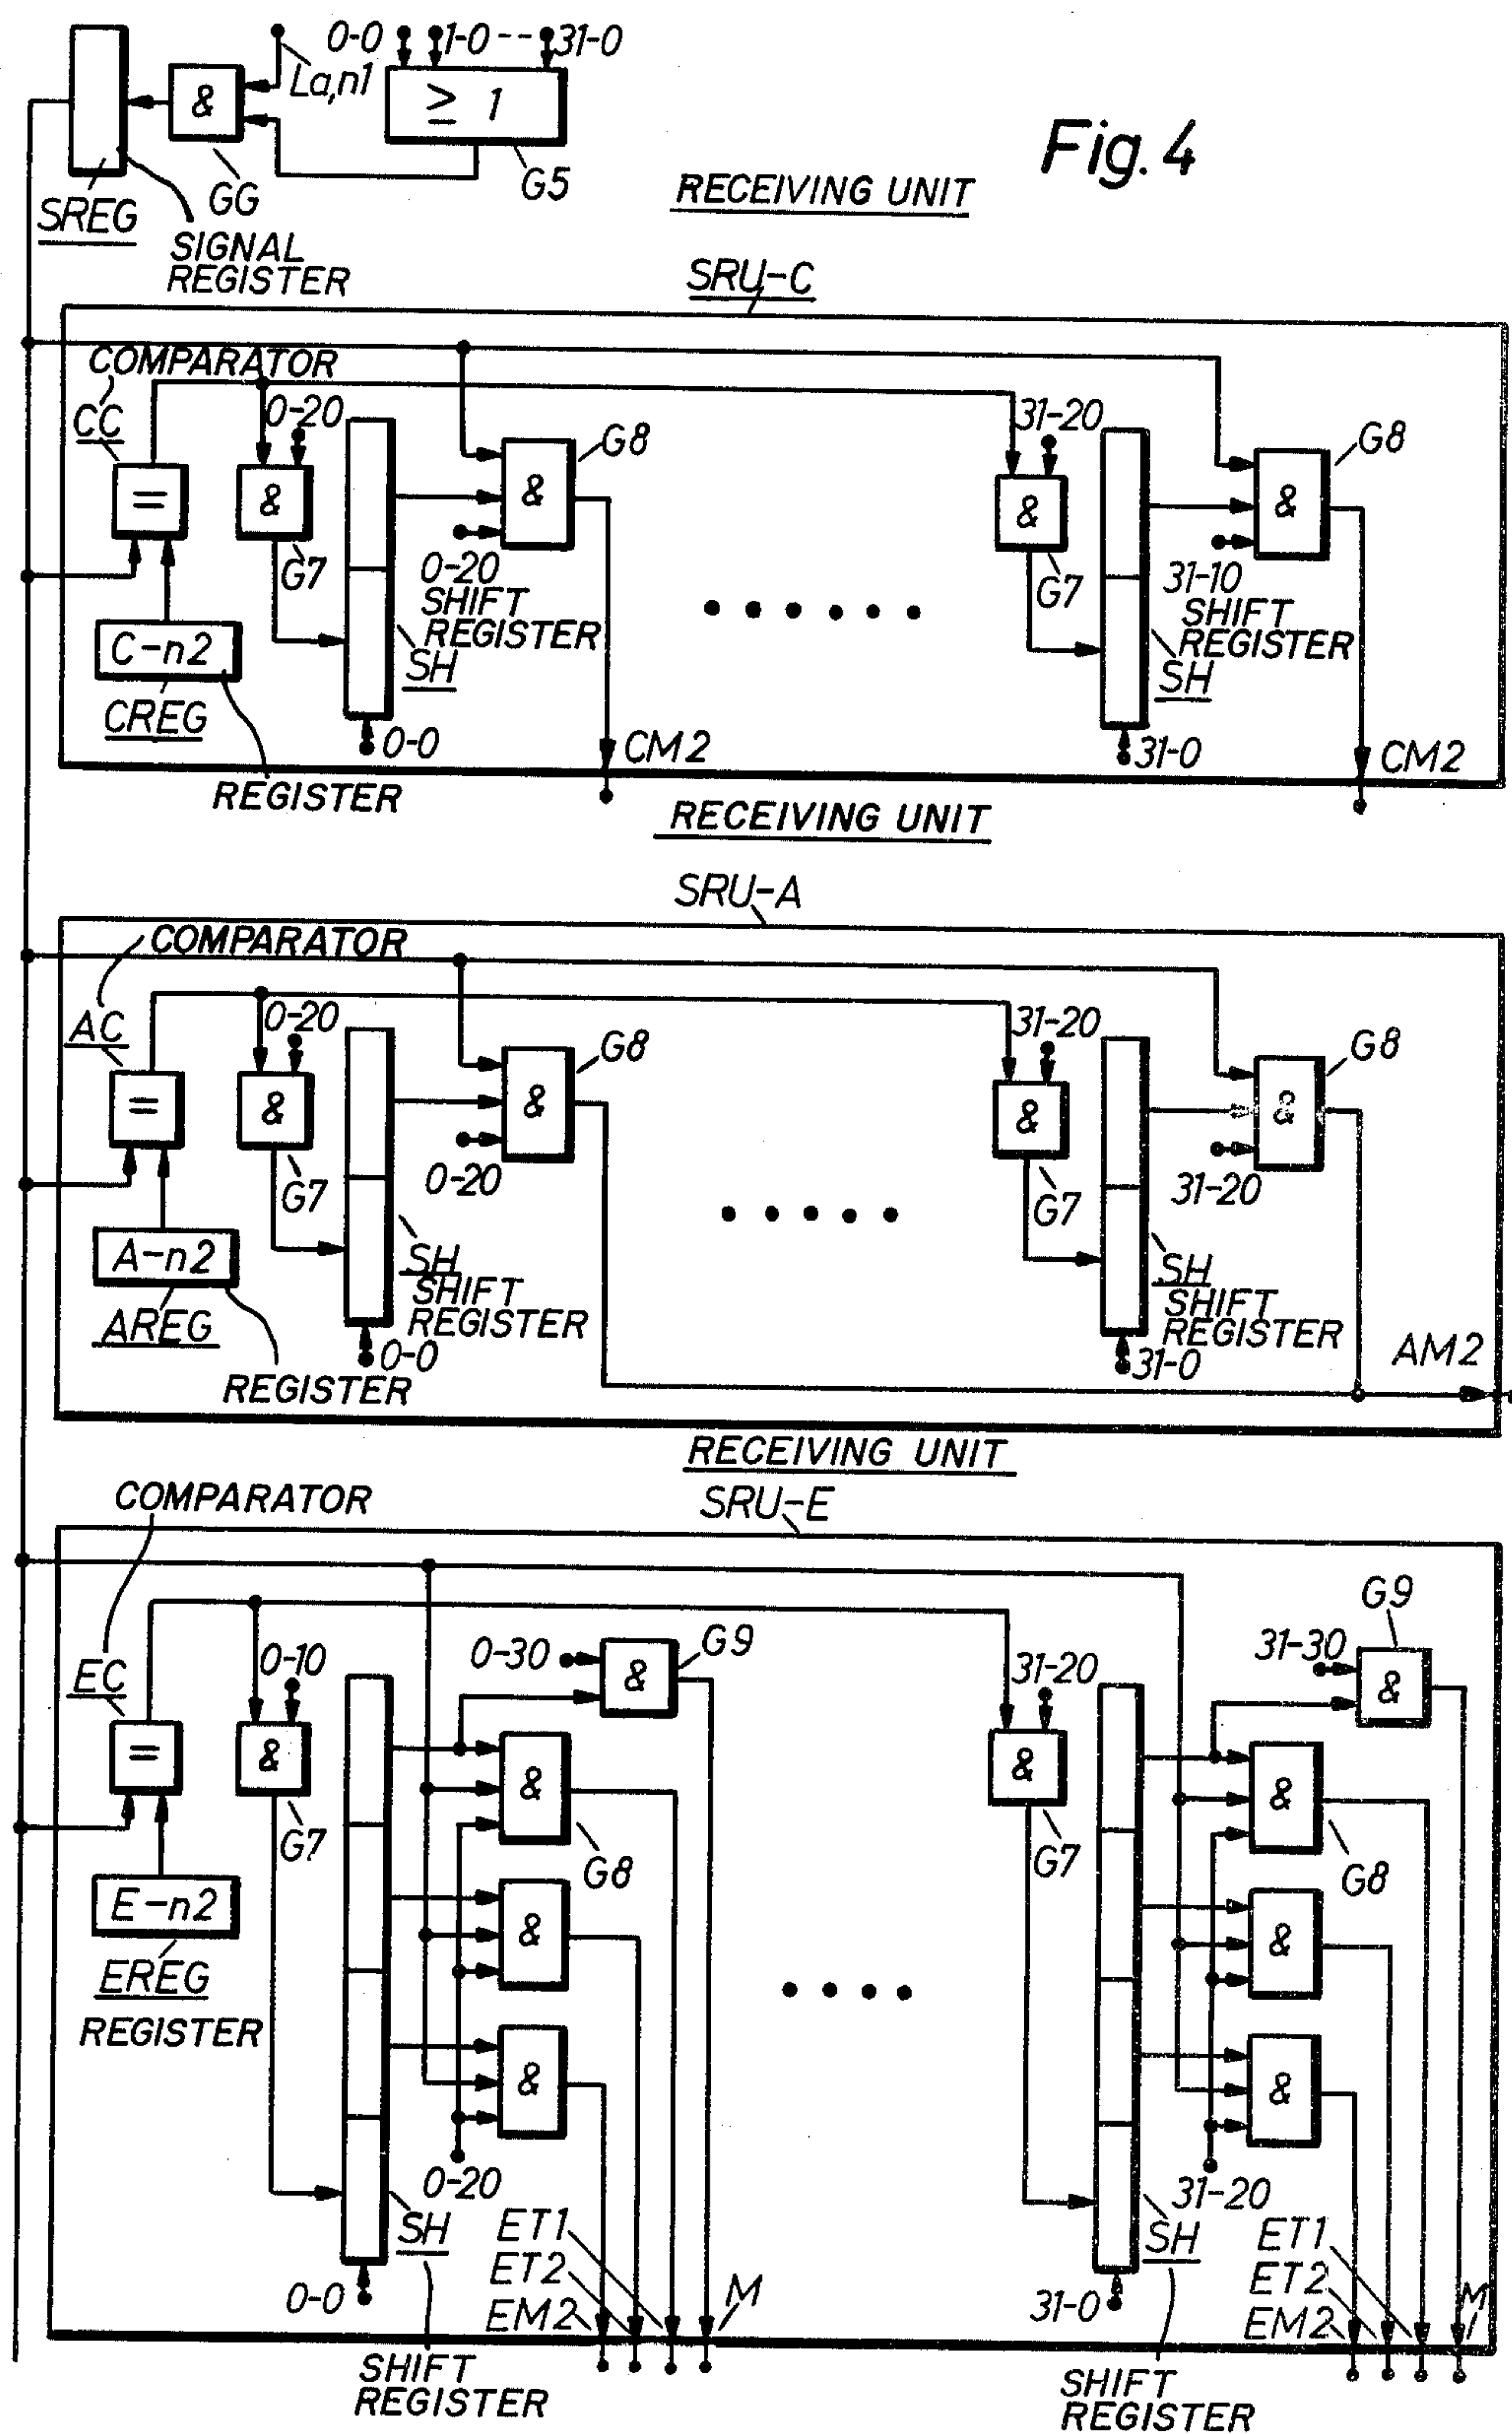 0-0 1-0 -- 31-0
La,n1
&
≥ 1
Fig. 4
GG
G5
SREG
SIGNAL
REGISTER
RECEIVING UNIT
SRU-C
COMPARATOR
CC
0-20
G8
31-20
G8
=
&
&
&
&
G7
0-20
SHIFT
REGISTER
SH
G7
31-10
SHIFT
REGISTER
SH
C-n2
CREG
0-0
CM2
31-0
CM2
REGISTER
RECEIVING UNIT
SRU-A
COMPARATOR
AC
0-20
G8
31-20
G8
=
&
&
&
&
G7
0-20
G7
31-20
A-n2
SH
SHIFT
REGISTER
SH
SHIFT
REGISTER
AREG
0-0
31-0
AM2
REGISTER
RECEIVING UNIT
SRU-E
COMPARATOR
EC
0-10
0-30
&
G9
31-20
31-30
&
G9
=
&
&
&
&
G7
G8
G7
G8
E-n2
&
&
EREG
REGISTER
&
&
0-20
31-20
SH
ET1
ET2
EM2
M
SH
ET1
ET2
EM2
M
0-0
31-0
SHIFT
REGISTER
SHIFT
REGISTER